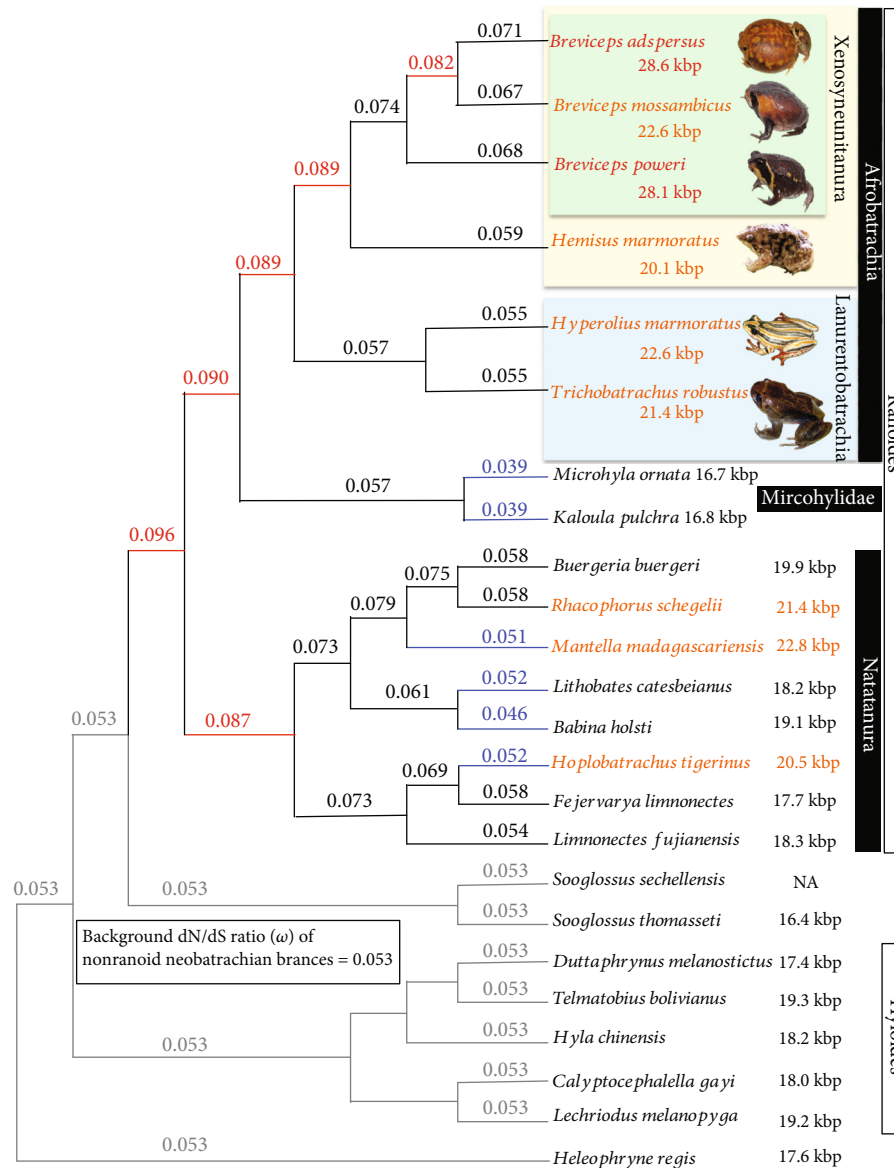 0.071
Breviceps adspersus
28.6 kbp
0.082
0.067
Breviceps mossambicus
22.6 kbp
0.074
0.068
Breviceps poweri
28.1 kbp
Xenosyneunitanura
0.089
0.059
Hemisus marmoratus
20.1 kbp
Afrobatrachia
0.089
0.055
Hyperolius marmoratus
22.6 kbp
0.057
0.055
Trichobatrachus robustus
21.4 kbp
Lanurentobatrachia
0.090
0.039
Microhyla ornata 16.7 kbp
0.057
0.039
Kaloula pulchra 16.8 kbp
Mircohylidae
0.096
0.058
Buergeria buergeri 19.9 kbp
0.075
0.058
Rhacophorus schegelii 21.4 kbp
0.079
0.051
Mantella madagascariensis 22.8 kbp
0.073
0.052
Lithobates catesbeianus 18.2 kbp
0.061
0.046
Babina holsti 19.1 kbp
Natatanura
0.087
0.052
Hoplobatrachus tigerinus 20.5 kbp
0.069
0.058
Fejervarya limnonectes 17.7 kbp
0.073
0.054
Limnonectes fujianensis 18.3 kbp
0.053
0.053
Sooglossus sechellensis NA
0.053
0.053
Sooglossus thomasseti 16.4 kbp
0.053
Background dN/dS ratio (ω) of
nonranoid neobatrachian brances = 0.053
0.053
Duttaphrynus melanostictus 17.4 kbp
0.053
Telmatobius bolivianus 19.3 kbp
0.053
Hyla chinensis 18.2 kbp
0.053
0.053
Calyptocephalella gayi 18.0 kbp
0.053
Lechriodus melanopyga 19.2 kbp
0.053
Heleophryne regis 17.6 kbp